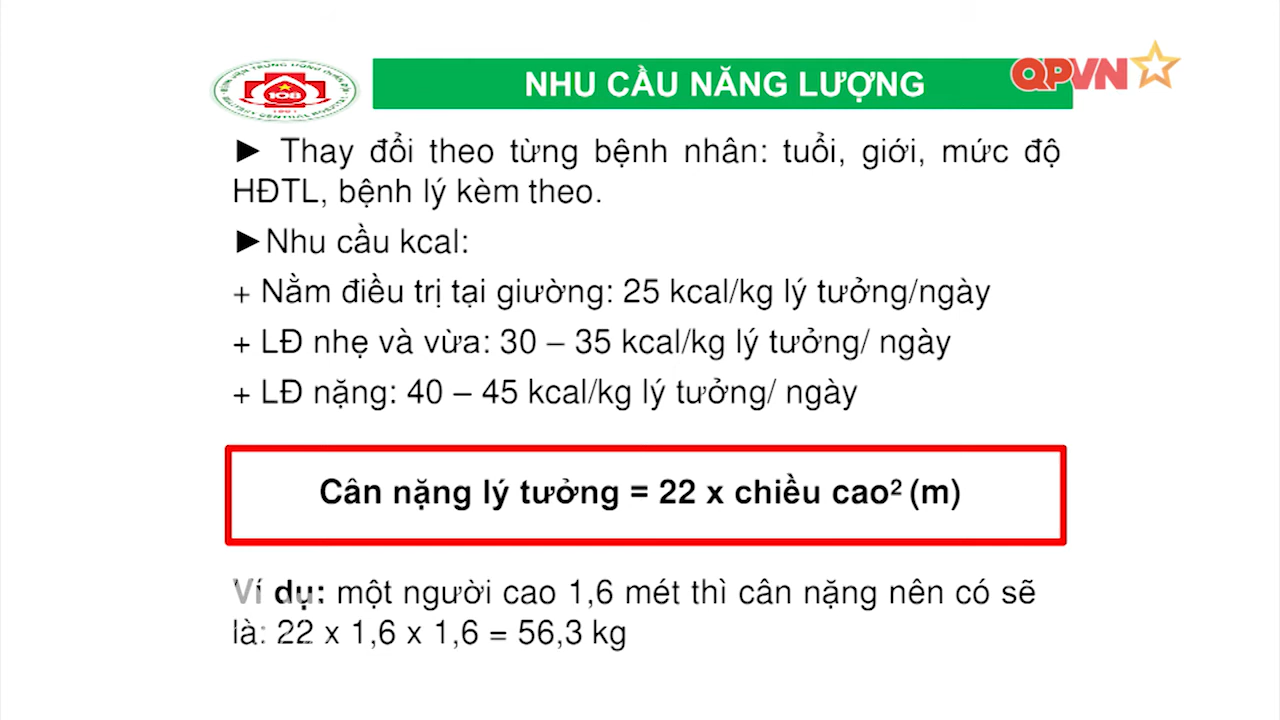 NHU CẦU NĂNG LƯỢNG
QPVN
108
► Thay đổi theo từng bệnh nhân: tuổi, giới, mức độ
HĐTL, bệnh lý kèm theo.
►Nhu cầu kcal:
+ Nằm điều trị tại giường: 25 kcal/kg lý tưởng/ngày
+ LĐ nhẹ và vừa: 30 – 35 kcal/kg lý tưởng/ ngày
+ LĐ nặng: 40 – 45 kcal/kg lý tưởng/ ngày
Cân nặng lý tưởng = 22 x chiều cao² (m)
Ví dụ: một người cao 1,6 mét thì cân nặng nên có sẽ
là: 22 x 1,6 x 1,6 = 56,3 kg